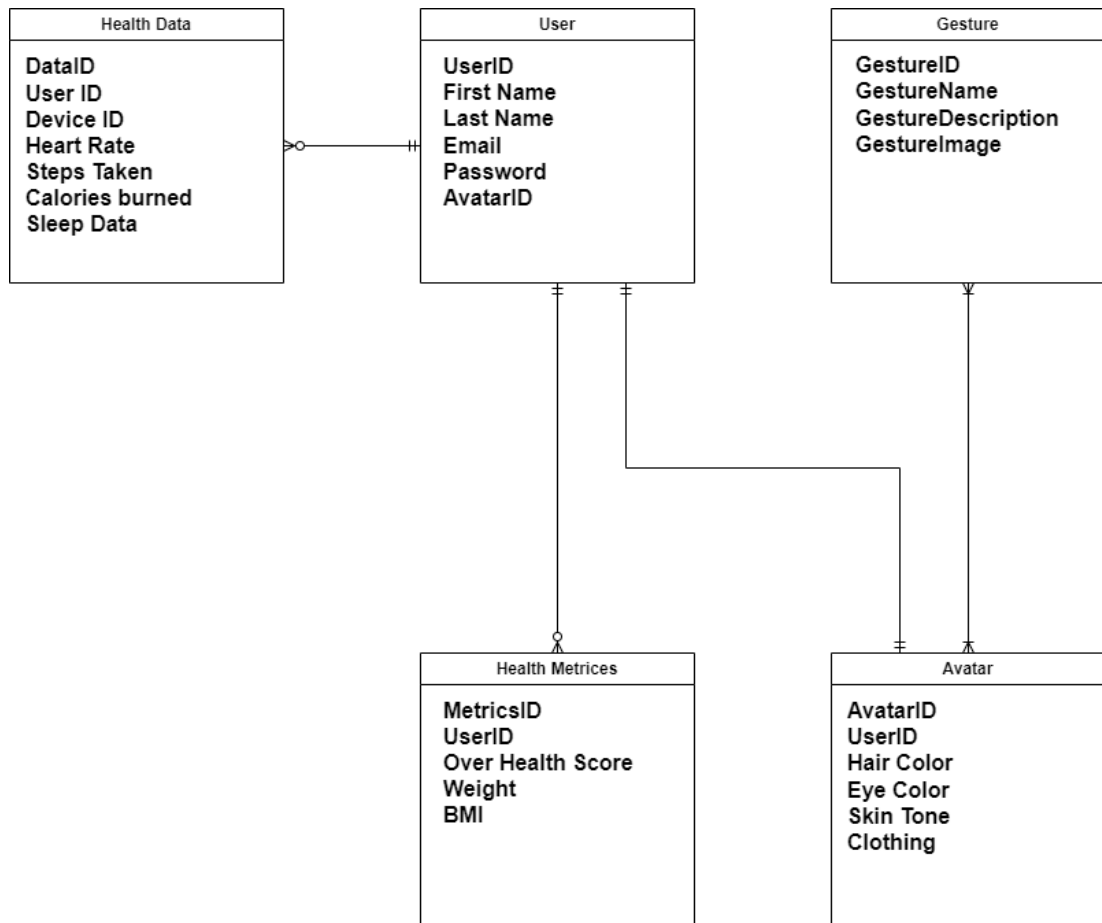 Health Data
DataID
User ID
Device ID
Heart Rate
Steps Taken
Calories burned
Sleep Data
User
UserID
First Name
Last Name
Email
Password
AvatarID
Gesture
GestureID
GestureName
GestureDescription
GestureImage
Health Metrices
MetricsID
UserID
Over Health Score
Weight
BMI
Avatar
AvatarID
UserID
Hair Color
Eye Color
Skin Tone
Clothing